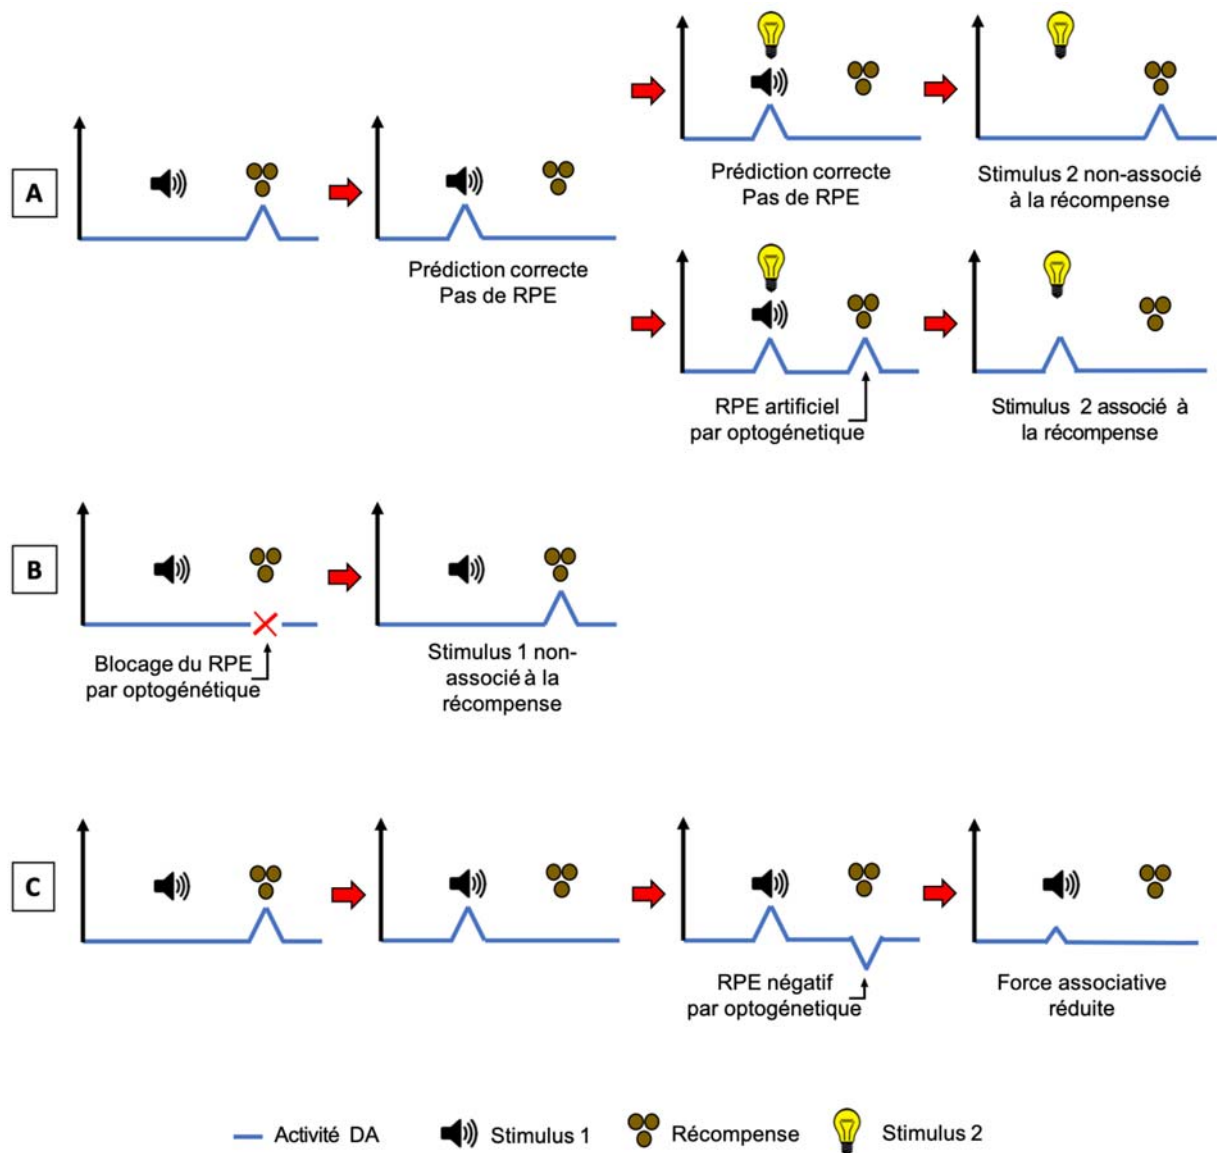 A
Prédiction correcte
Pas de RPE
Prédiction correcte
Pas de RPE
Stimulus 2 non-associé
à la récompense
RPE artificiel
par optogénetique
Stimulus 2 associé à
la récompense
B
Blocage du RPE
par optogénétique
Stimulus 1 non-
associé à la
récompense
C
RPE négatif
par optogénetique
Force associative
réduite
Activité DA
Stimulus 1
Récompense
Stimulus 2